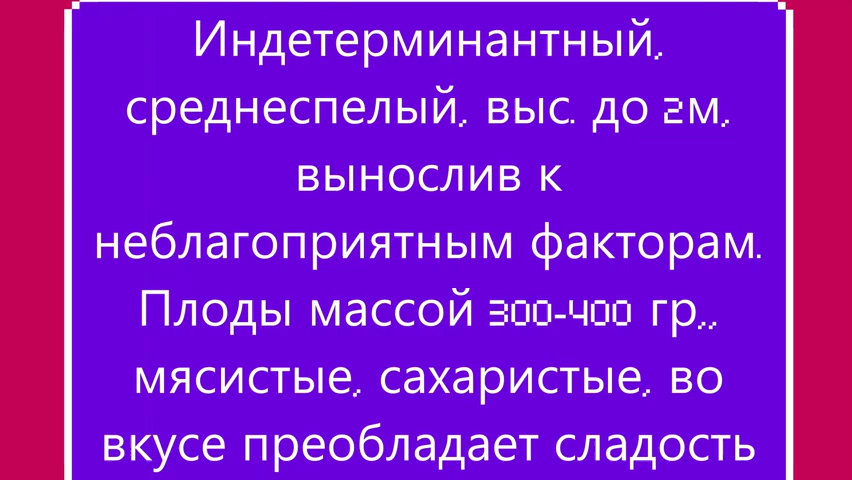 Индетерминантный,
среднеспелый, выс. до 2м,
вынослив к
неблагоприятным факторам.
Плоды массой 300-400 гр.,
мясистые, сахаристые, во
вкусе преобладает сладость